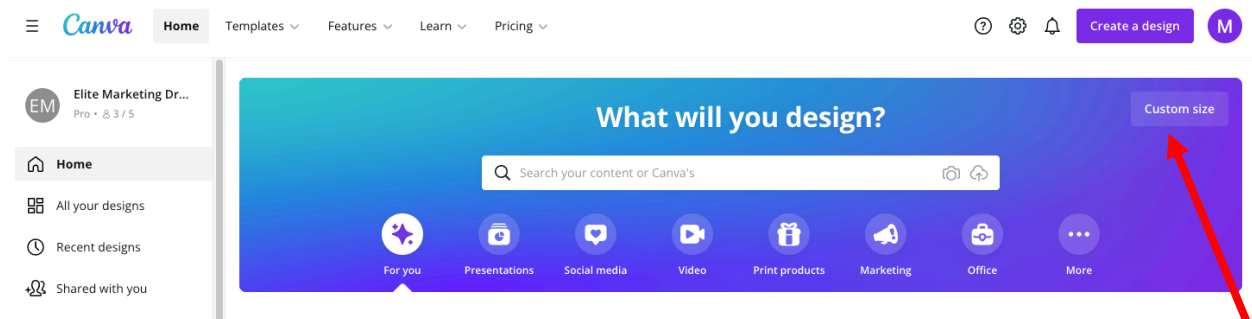 Canva
Home
Templates
Features
Learn
Pricing
?
Create a design
M
EM
Elite Marketing Dr...
Pro • 3 / 5
Home
All your designs
Recent designs
Shared with you
What will you design?
Custom size
Search your content or Canva's
For you
Presentations
Social media
Video
Print products
Marketing
Office
More